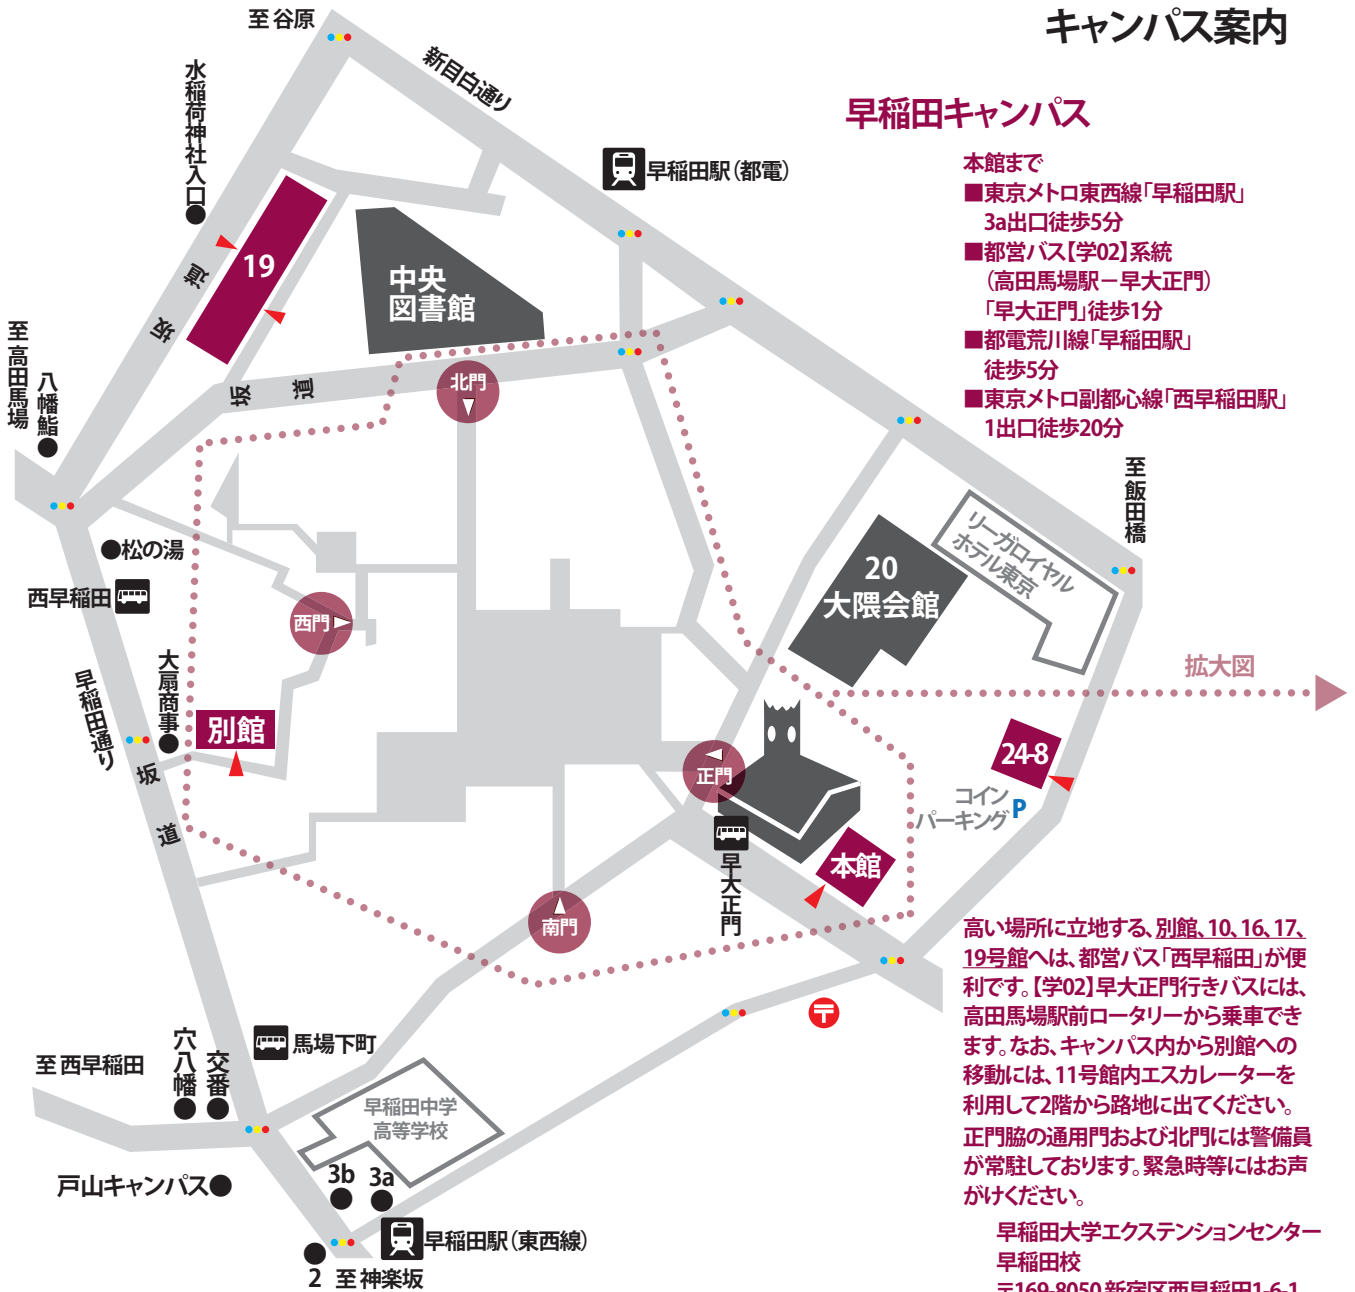 キャンパス案内
早稲田キャンパス
本館まで
■東京メトロ東西線「早稲田駅」
3a出口徒歩5分
■都営バス【学02】系統
（高田馬場駅－早大正門）
「早大正門」徒歩1分
■都電荒川線「早稲田駅」
徒歩5分
■東京メトロ副都心線「西早稲田駅」
1出口徒歩20分
至 谷原
新目白通り
水稲荷神社入口
早稲田駅（都電）
19
坂道
中央
図書館
至 高田馬場
八幡鮨
坂道
北門
至 飯田橋
リーガロイヤル
ホテル東京
20
大隈会館
松の湯
西早稲田
西門
大扇商事
早稲田通り
別館
坂道
拡大図
24-8
コイン
パーキング
P
正門
早大正門
本館
南門
〒
馬場下町
至 西早稲田
穴八幡
交番
早稲田中学
高等学校
戸山キャンパス
3b
3a
早稲田駅（東西線）
2
至 神楽坂
高い場所に立地する、別館、10、16、17、
19号館へは、都営バス「西早稲田」が便
利です。【学02】早大正門行きバスには、
高田馬場駅前ロータリーから乗車でき
ます。なお、キャンパス内から別館への
移動には、11号館内エスカレーターを
利用して2階から路地に出てください。
正門脇の通用門および北門には警備員
が常駐しております。緊急時等にはお声
がけください。
早稲田大学エクステンションセンター
早稲田校
〒169-8050 新宿区西早稲田1-6-1